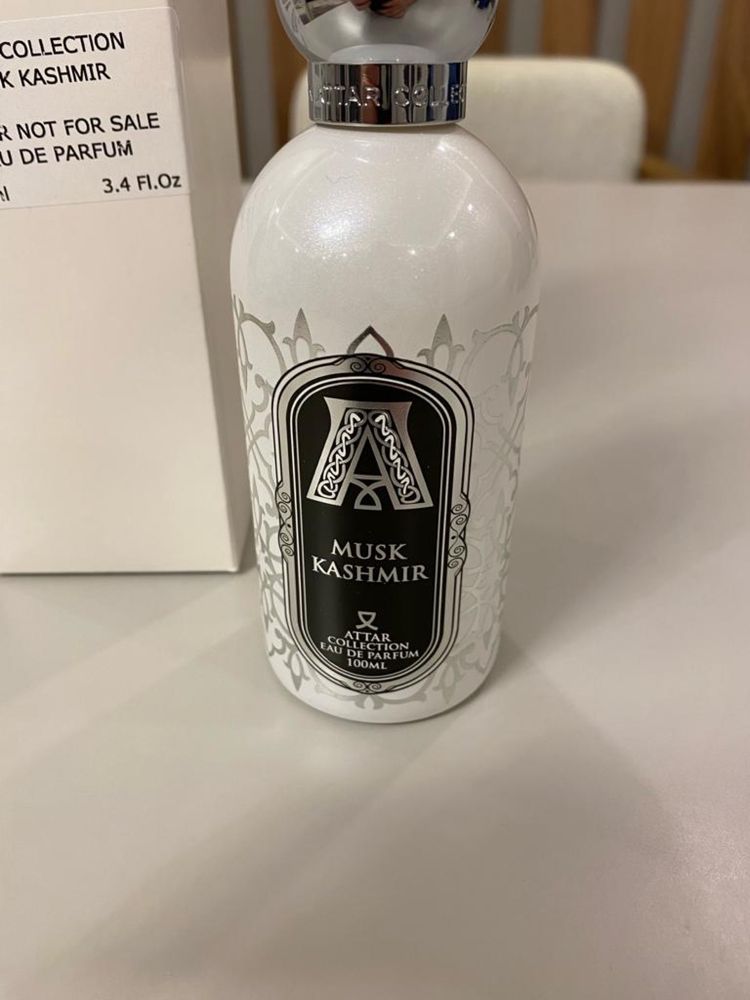 COLLECTION
K KASHMIR
R NOT FOR SALE
U DE PARFUM
3.4 Fl.Oz
ATTAR COLLE
A
MUSK
KASHMIR
ATTAR
COLLECTION
EAU DE PARFUM
100ML